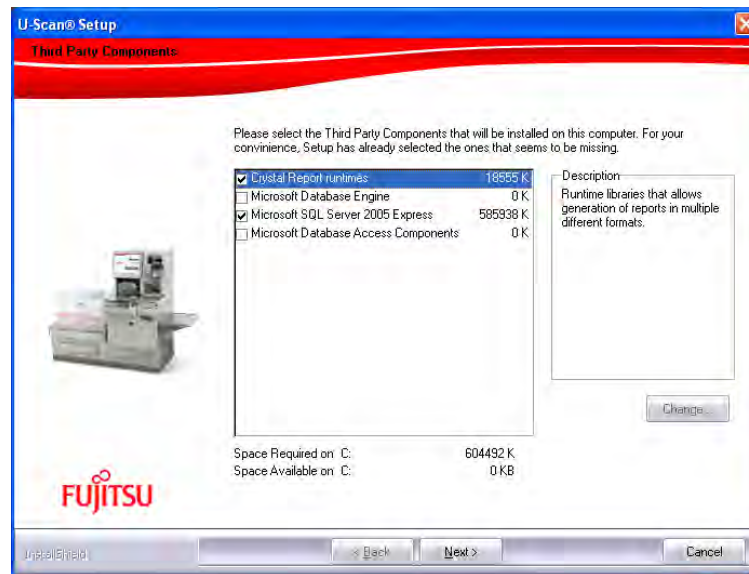 U-Scan® Setup
Third Party Components
Please select the Third Party Components that will be installed on this computer. For your
convinience, Setup has already selected the ones that seems to be missing.
Crystal Report runtimes 18555 K
Microsoft Database Engine 0 K
Microsoft SQL Server 2005 Express 585938 K
Microsoft Database Access Components 0 K
Description
Runtime libraries that allows
generation of reports in multiple
different formats.
Change...
Space Required on C: 604492 K
Space Available on C: 0 KB
FUJITSU
InstallShield
< Back
Next >
Cancel